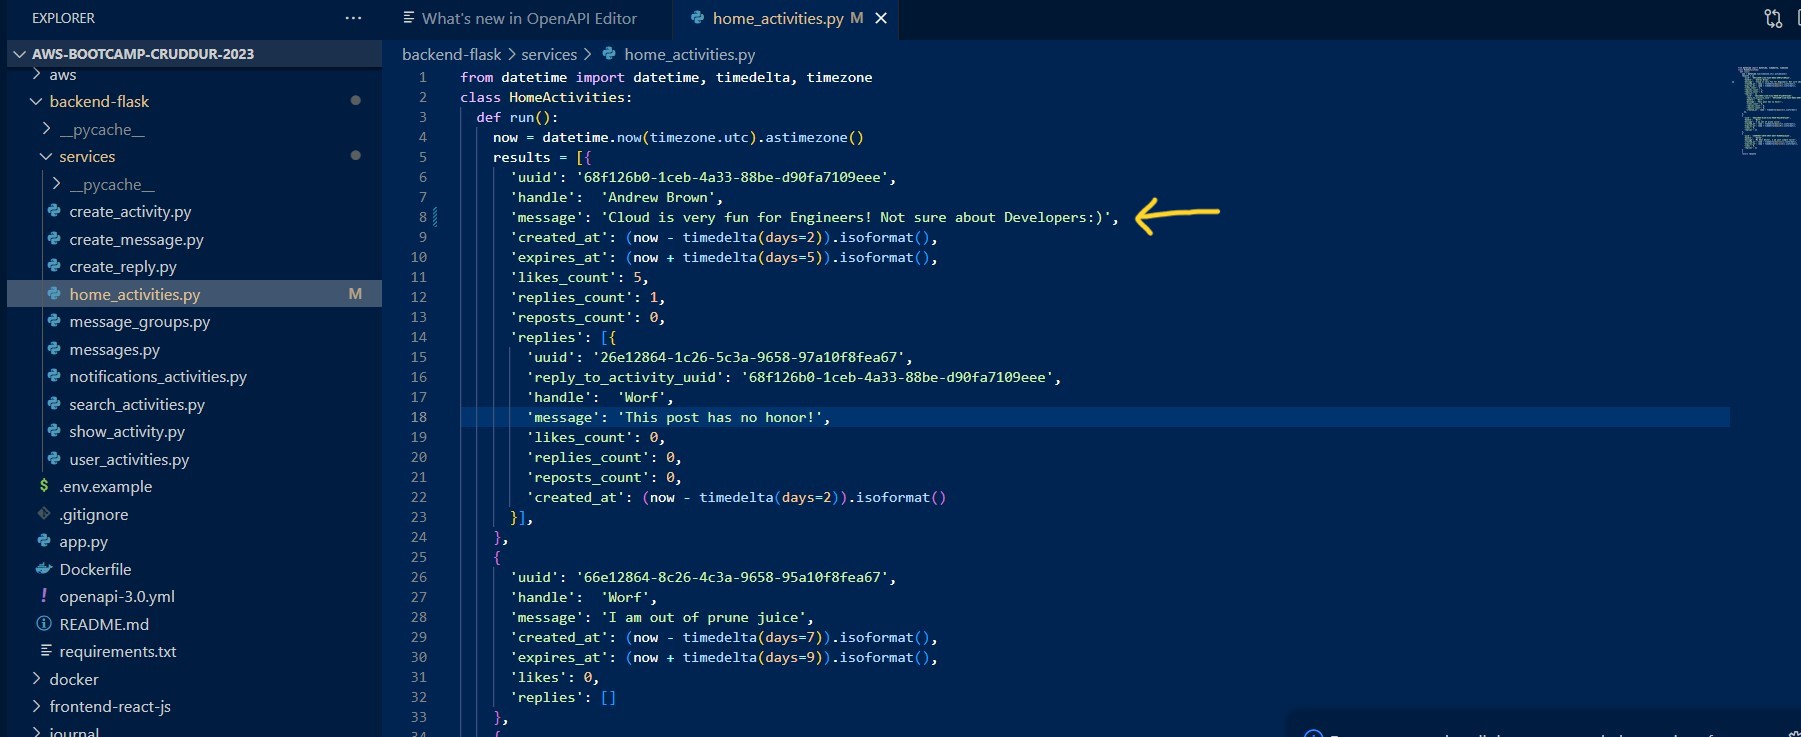 EXPLORER
What's new in OpenAPI Editor
home_activities.py M
AWS-BOOTCAMP-CRUDDUR-2023
backend-flask > services > home_activities.py
aws
backend-flask
__pycache__
services
__pycache__
create_activity.py
create_message.py
create_reply.py
home_activities.py M
message_groups.py
messages.py
notifications_activities.py
search_activities.py
show_activity.py
user_activities.py
.env.example
.gitignore
app.py
Dockerfile
openapi-3.0.yml
README.md
requirements.txt
docker
frontend-react-js
journal
1 from datetime import datetime, timedelta, timezone
2 class HomeActivities:
3 def run():
4 now = datetime.now(timezone.utc).astimezone()
5 results = [{
6 'uuid': '68f126b0-1ceb-4a33-88be-d90fa7109eee',
7 'handle':  'Andrew Brown',
8 'message': 'Cloud is very fun for Engineers! Not sure about Developers:)',
9 'created_at': (now - timedelta(days=2)).isoformat(),
10 'expires_at': (now + timedelta(days=5)).isoformat(),
11 'likes_count': 5,
12 'replies_count': 1,
13 'reposts_count': 0,
14 'replies': [{
15 'uuid': '26e12864-1c26-5c3a-9658-97a10f8fea67',
16 'reply_to_activity_uuid': '68f126b0-1ceb-4a33-88be-d90fa7109eee',
17 'handle':  'Worf',
18 'message': 'This post has no honor!',
19 'likes_count': 0,
20 'replies_count': 0,
21 'reposts_count': 0,
22 'created_at': (now - timedelta(days=2)).isoformat()
23 }],
24 },
25 {
26 'uuid': '66e12864-8c26-4c3a-9658-95a10f8fea67',
27 'handle':  'Worf',
28 'message': 'I am out of prune juice',
29 'created_at': (now - timedelta(days=7)).isoformat(),
30 'expires_at': (now + timedelta(days=9)).isoformat(),
31 'likes': 0,
32 'replies': []
33 },
34 {